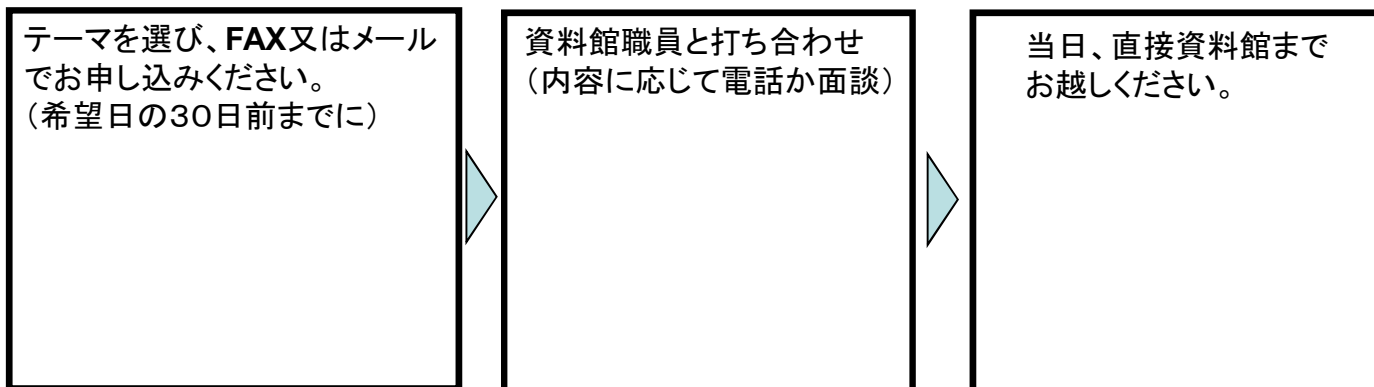 テーマを選び、FAX又はメール
でお申し込みください。
（希望日の３０日前までに）
資料館職員と打ち合わせ
（内容に応じて電話か面談）
当日、直接資料館まで
お越しください。